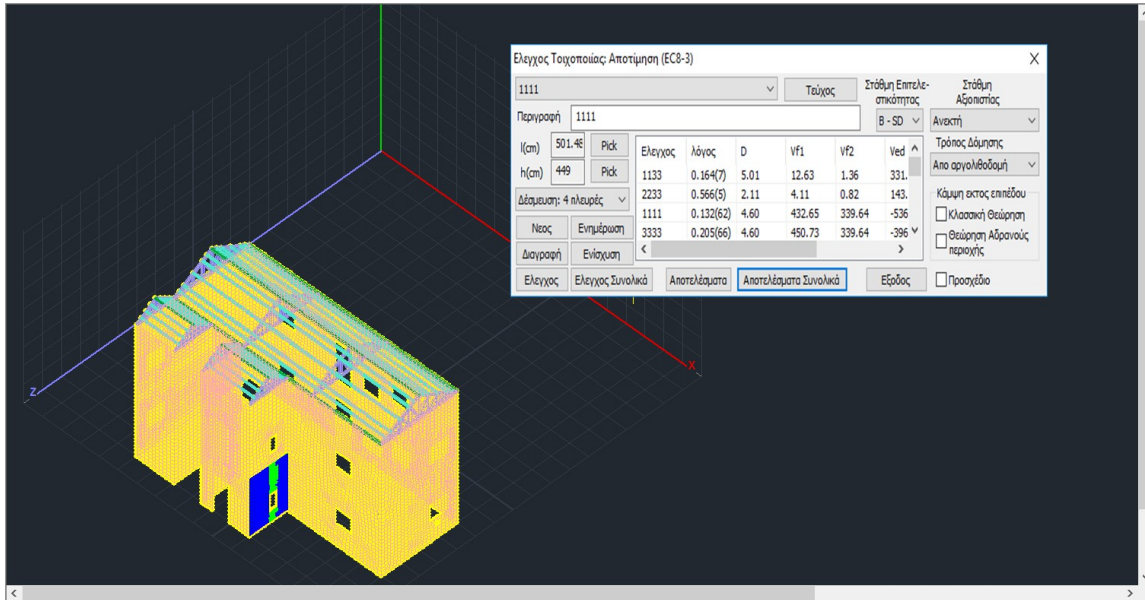 Ελεγχος Τοιχοποιίας: Αποτίμηση (EC8-3) X
1111
Τεύχος
Στάθμη Επιτελε-
στικότητας
Στάθμη
Αξιοπιστίας
Περιγραφή 1111
B - SD
Ανεκτή
l(cm) 501.48 Pick
h(cm) 449 Pick
Τρόπος Δόμησης
Απο αργολιθοδομή
Δέσμευση: 4 πλευρές
Νεος Ενημέρωση
Διαγραφή Ενίσχυση
Ελεγχος λόγος D Vf1 Vf2 Ved
1133 0.164(7) 5.01 12.63 1.36 331.
2233 0.566(5) 2.11 4.11 0.82 143.
1111 0.132(62) 4.60 432.65 339.64 -536
3333 0.205(66) 4.60 450.73 339.64 -396
Κάμψη εκτος επιπέδου
Κλασσική Θεώρηση
Θεώρηση Αδρανούς
περιοχής
Ελεγχος Ελεγχος Συνολικά Αποτελέσματα Αποτελέσματα Συνολικά Εξοδος Προσχέδιο
X
Z